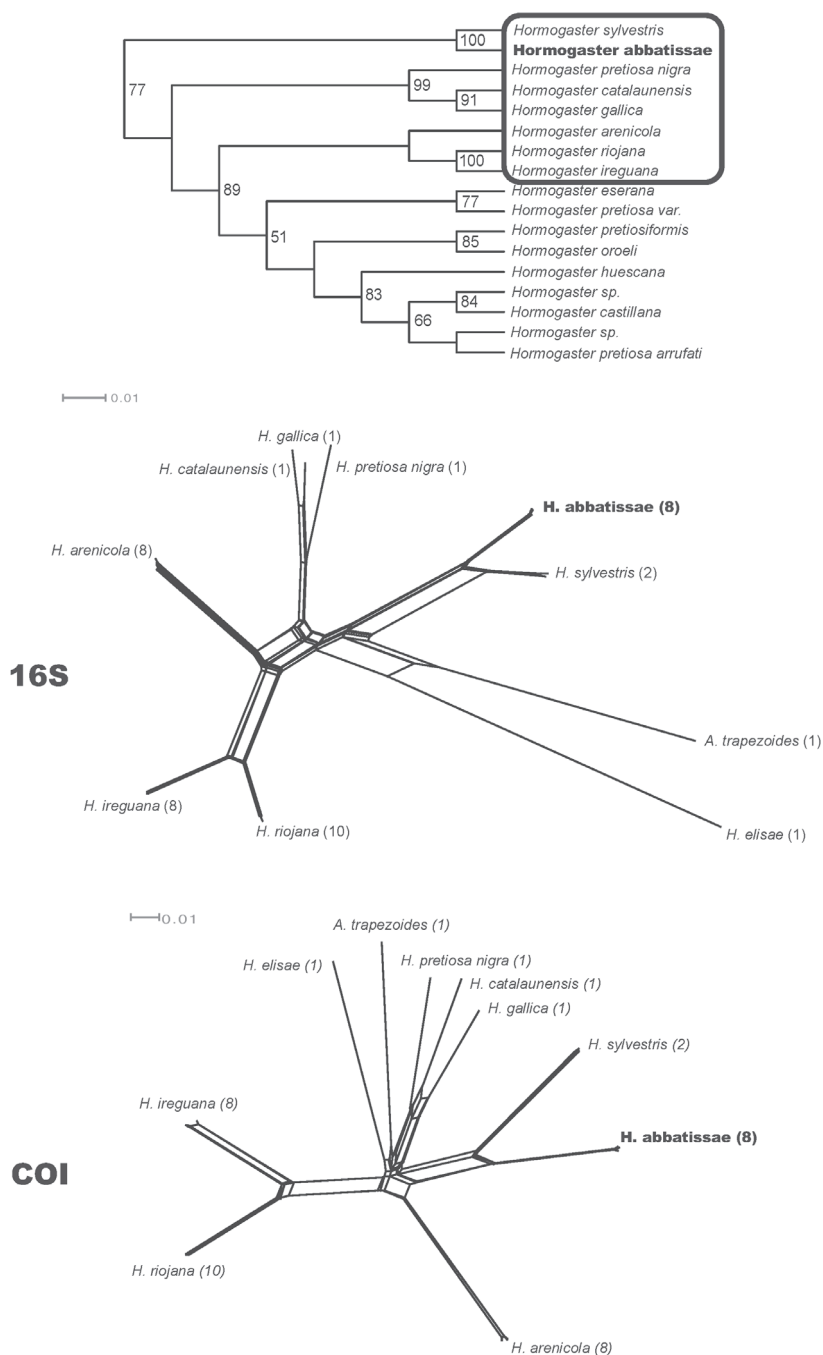 Hormogaster sylvestris
100
Hormogaster abbatissae
Hormogaster pretiosa nigra
77
99
Hormogaster catalaunensis
91
Hormogaster gallica
Hormogaster arenicola
Hormogaster riojana
100
Hormogaster ireguana
89
Hormogaster eserana
77
Hormogaster pretiosa var.
Hormogaster pretiosiformis
51
85
Hormogaster oroeli
Hormogaster huescana
83
Hormogaster sp.
84
Hormogaster castillana
66
Hormogaster sp.
Hormogaster pretiosa arrufati
0.01
H. gallica (1)
H. catalaunensis (1)
H. pretiosa nigra (1)
H. abbatissae (8)
H. arenicola (8)
H. sylvestris (2)
16S
A. trapezoides (1)
H. ireguana (8)
H. riojana (10)
H. elisae (1)
0.01
A. trapezoides (1)
H. elisae (1)
H. pretiosa nigra (1)
H. catalaunensis (1)
H. gallica (1)
H. sylvestris (2)
H. ireguana (8)
H. abbatissae (8)
COI
H. riojana (10)
H. arenicola (8)